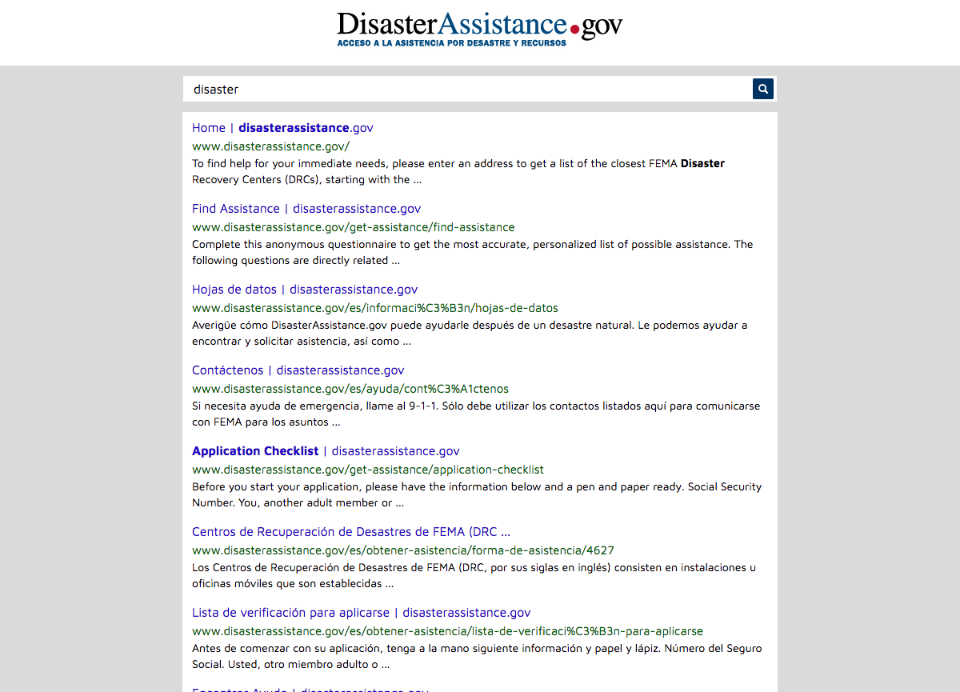 DisasterAssistance.gov
ACCESO A LA ASISTENCIA POR DESASTRE Y RECURSOS
disaster
Home | disasterassistance.gov
www.disasterassistance.gov/
To find help for your immediate needs, please enter an address to get a list of the closest FEMA Disaster
Recovery Centers (DRCs), starting with the ...
Find Assistance | disasterassistance.gov
www.disasterassistance.gov/get-assistance/find-assistance
Complete this anonymous questionnaire to get the most accurate, personalized list of possible assistance. The
following questions are directly related ...
Hojas de datos | disasterassistance.gov
www.disasterassistance.gov/es/informaci%C3%B3n/hojas-de-datos
Averigüe cómo DisasterAssistance.gov puede ayudarle después de un desastre natural. Le podemos ayudar a
encontrar y solicitar asistencia, así como ...
Contáctenos | disasterassistance.gov
www.disasterassistance.gov/es/ayuda/cont%C3%A1ctenos
Si necesita ayuda de emergencia, llame al 9-1-1. Sólo debe utilizar los contactos listados aquí para comunicarse
con FEMA para los asuntos ...
Application Checklist | disasterassistance.gov
www.disasterassistance.gov/get-assistance/application-checklist
Before you start your application, please have the information below and a pen and paper ready. Social Security
Number. You, another adult member or ...
Centros de Recuperación de Desastres de FEMA (DRC ...
www.disasterassistance.gov/es/obtener-asistencia/forma-de-asistencia/4627
Los Centros de Recuperación de Desastres de FEMA (DRC, por sus siglas en inglés) consisten en instalaciones u
oficinas móviles que son establecidas ...
Lista de verificación para aplicarse | disasterassistance.gov
www.disasterassistance.gov/es/obtener-asistencia/lista-de-verificaci%C3%B3n-para-aplicarse
Antes de comenzar con su aplicación, tenga a la mano siguiente información y papel y lápiz. Número del Seguro
Social. Usted, otro miembro adulto o ...